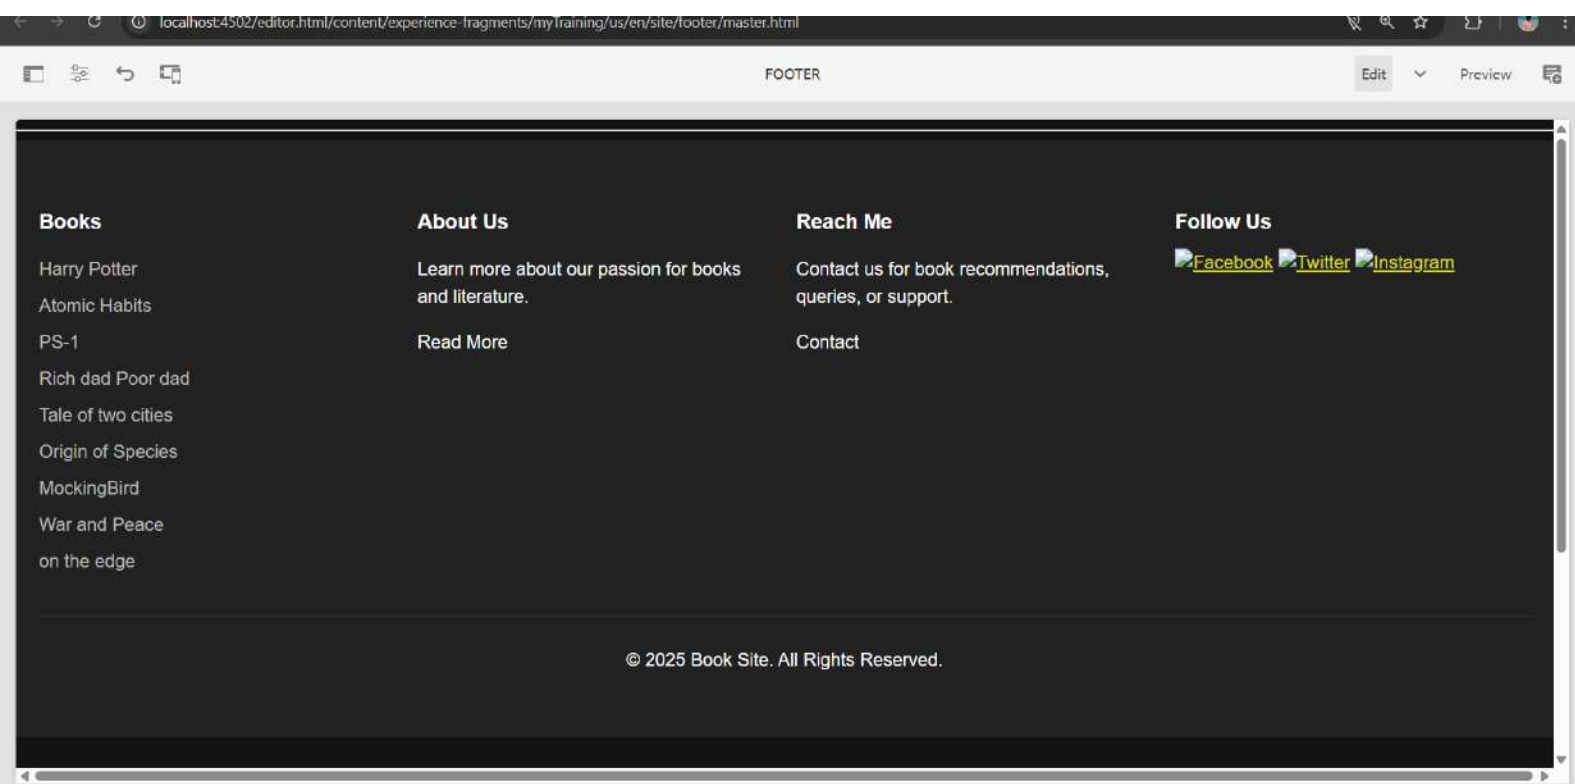 localhost:4502/editor.html/content/experience-fragments/myTraining/us/en/site/footer/master.html
FOOTER
Edit
Preview
Books
Harry Potter
Atomic Habits
PS-1
Rich dad Poor dad
Tale of two cities
Origin of Species
MockingBird
War and Peace
on the edge
About Us
Learn more about our passion for books
and literature.
Read More
Reach Me
Contact us for book recommendations,
queries, or support.
Contact
Follow Us
Facebook Twitter Instagram
© 2025 Book Site. All Rights Reserved.